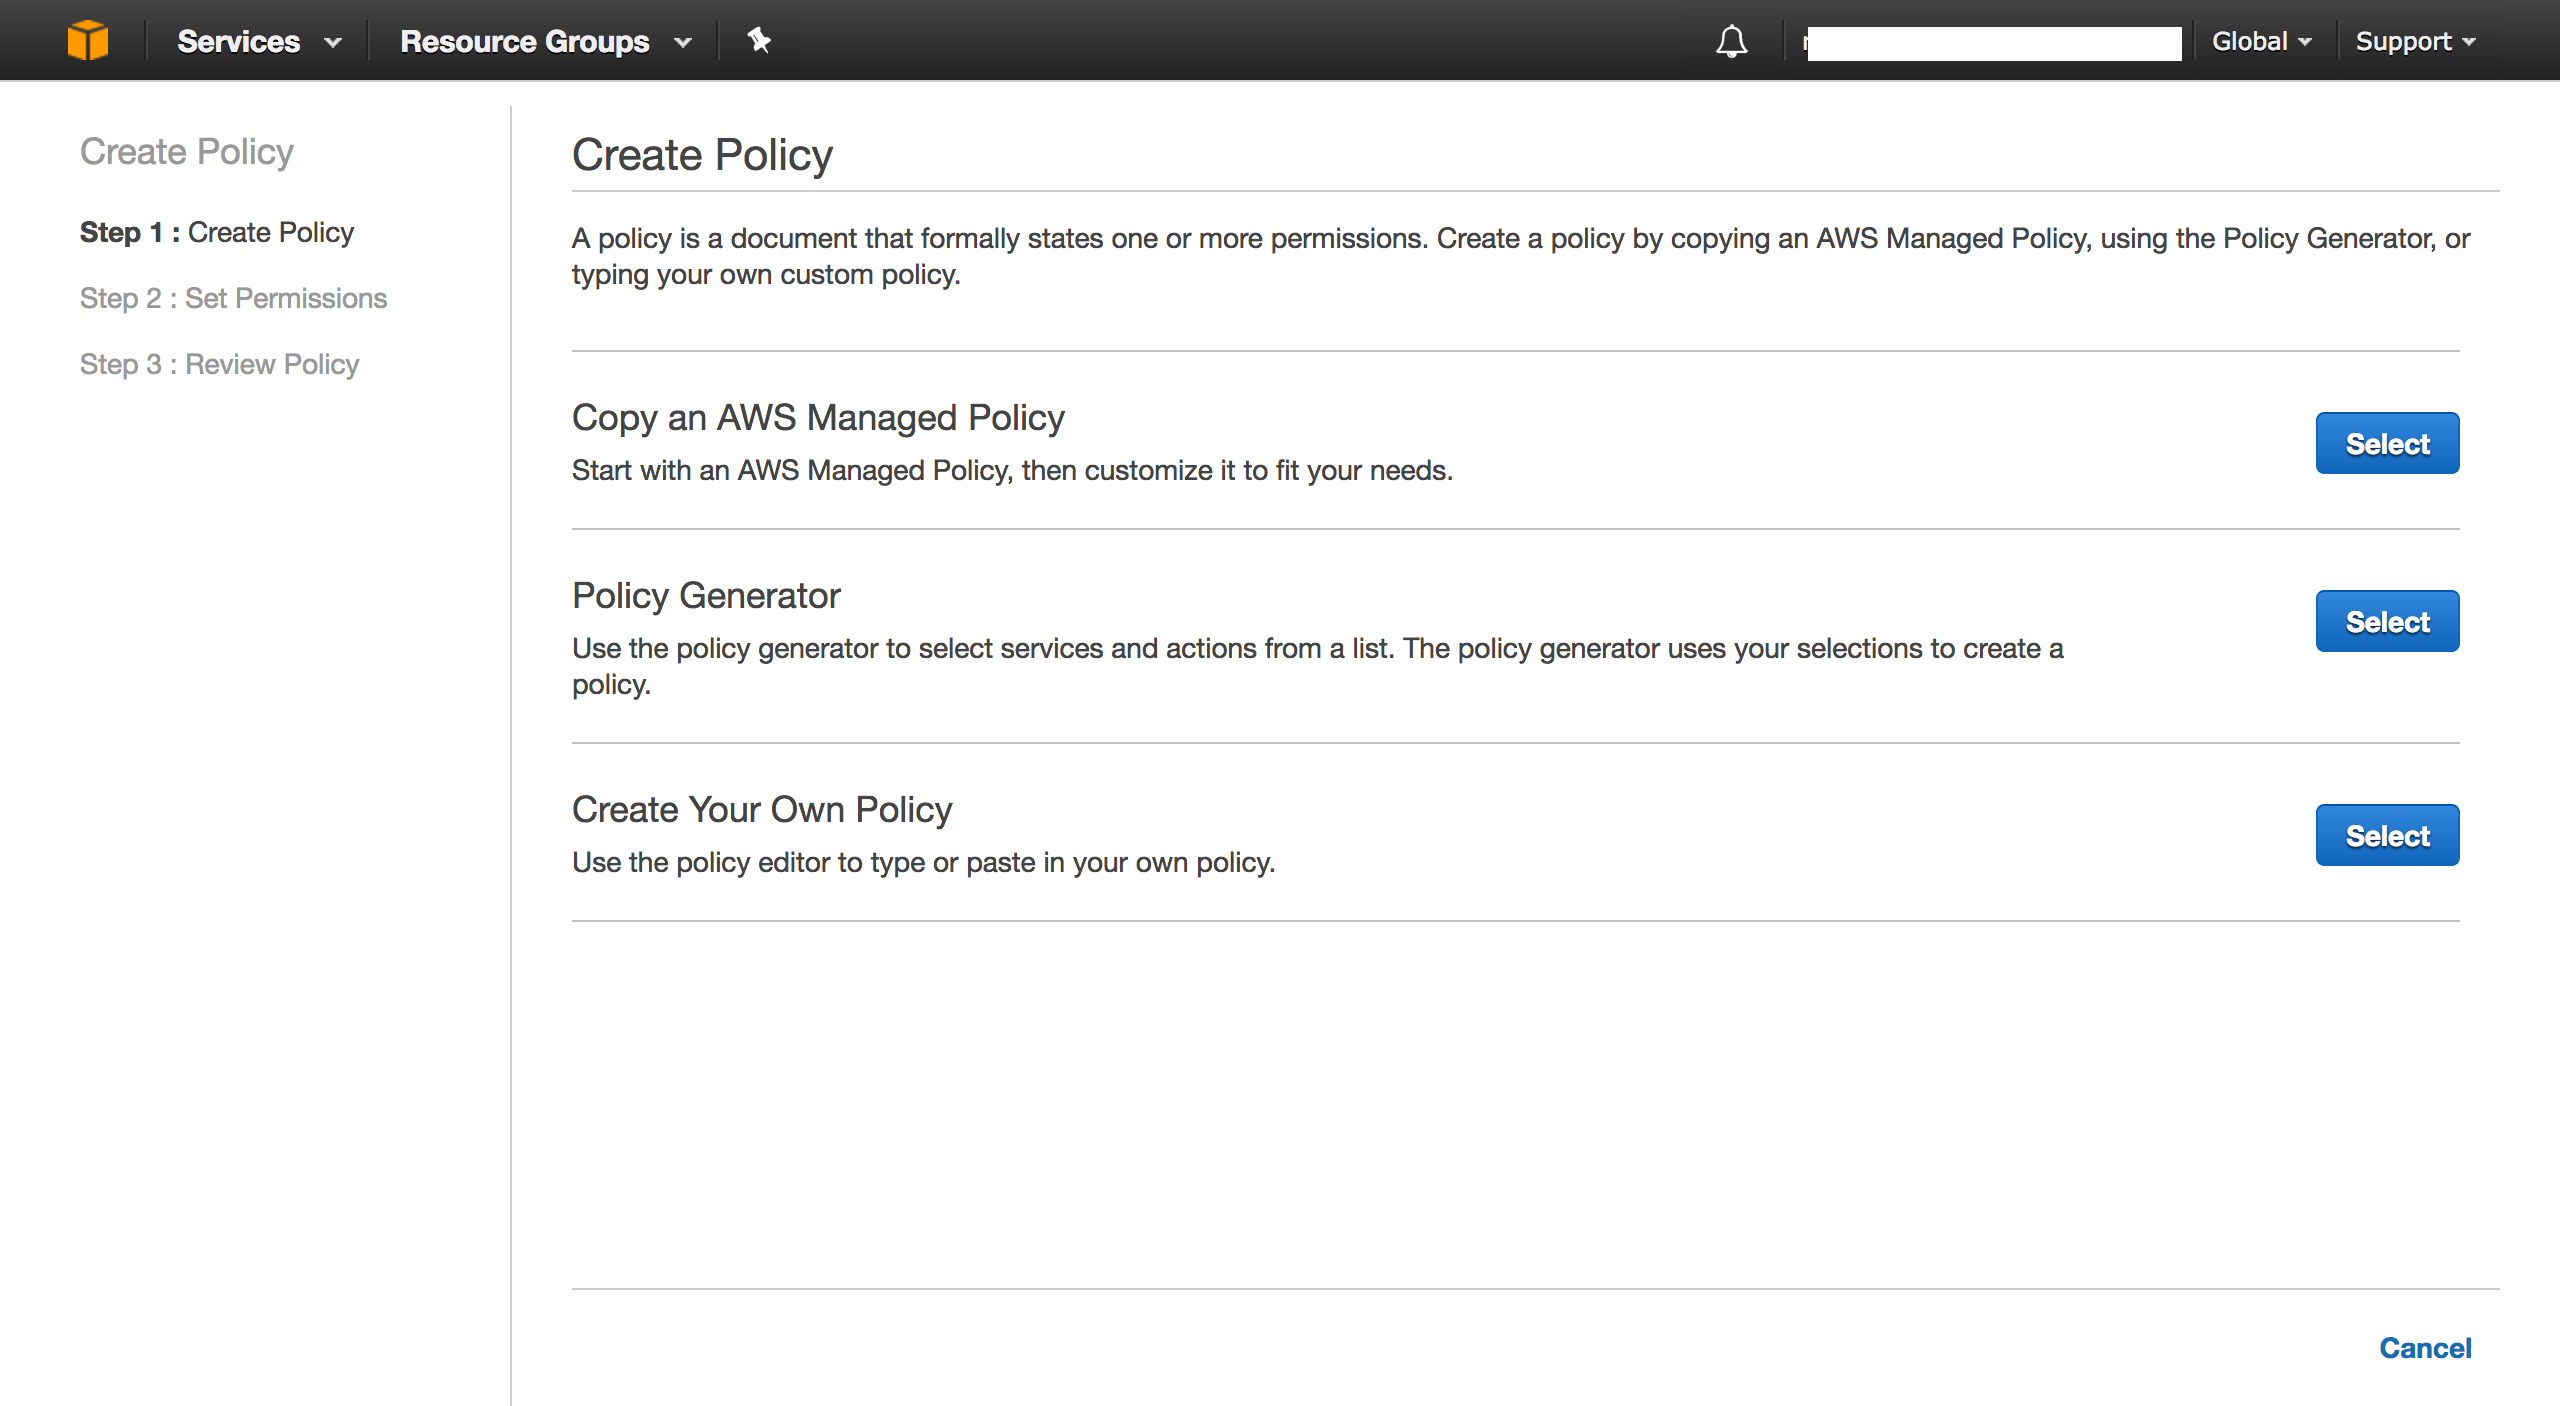 Services
Resource Groups
Global
Support
Create Policy
Step 1 : Create Policy
Step 2 : Set Permissions
Step 3 : Review Policy
Create Policy
A policy is a document that formally states one or more permissions. Create a policy by copying an AWS Managed Policy, using the Policy Generator, or
typing your own custom policy.
Copy an AWS Managed Policy
Start with an AWS Managed Policy, then customize it to fit your needs.
Select
Policy Generator
Use the policy generator to select services and actions from a list. The policy generator uses your selections to create a
policy.
Select
Create Your Own Policy
Use the policy editor to type or paste in your own policy.
Select
Cancel